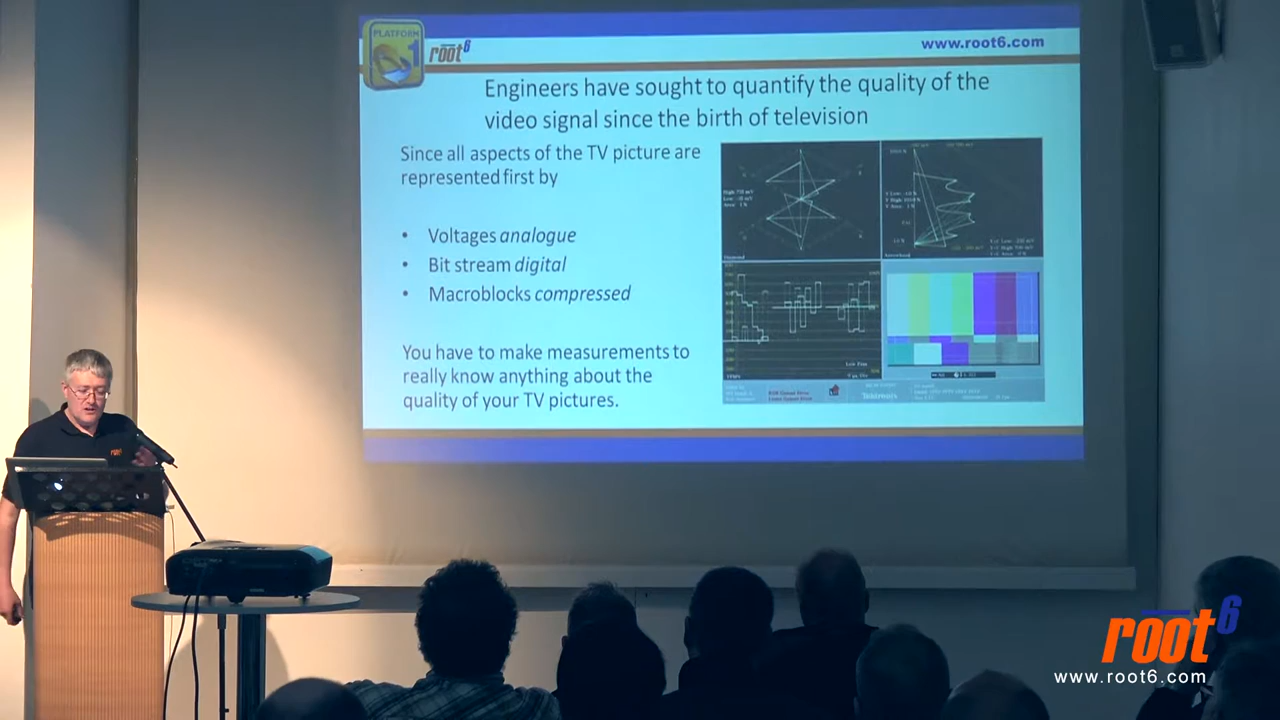 PLATFORM
1
root6
www.root6.com
Engineers have sought to quantify the quality of the
video signal since the birth of television
Since all aspects of the TV picture are
represented first by
• Voltages analogue
• Bit stream digital
• Macroblocks compressed
You have to make measurements to
really know anything about the
quality of your TV pictures.
Tektronix
root
root6
www.root6.com